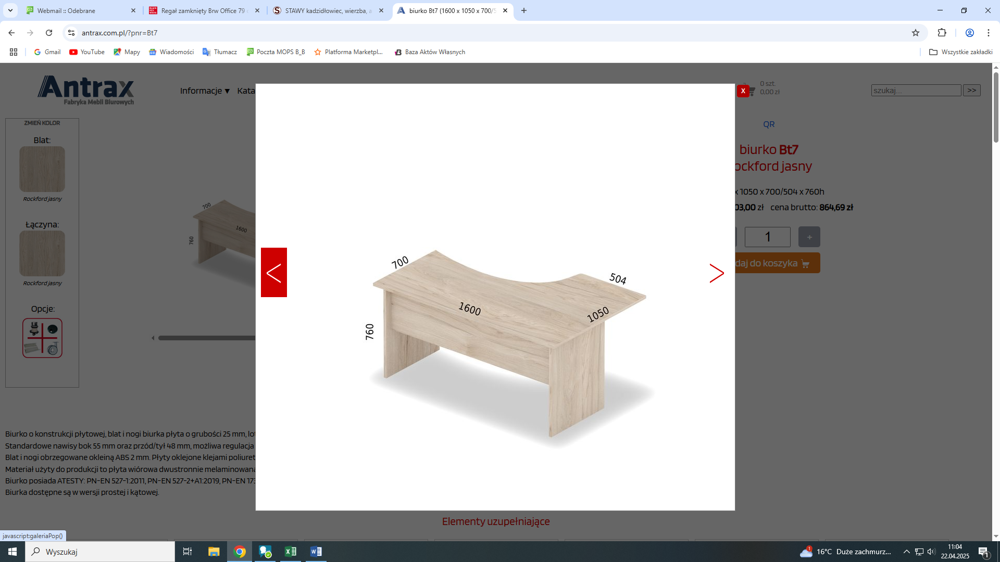 Webmail :: Odebrane
Regał zamknięty Brw Office 79
STAWY kadzidłowiec, wierzba,
biurko Bt7 (1600 x 1050 x 700/5
antrax.com.pl/?pnr=Bt7
Gmail
YouTube
Mapy
Wiadomości
Tłumacz
Poczta MOPS B_B
Platforma Marketpl...
Baza Aktów Własnych
Wszystkie zakładki
Antrax
Fabryka Mebli Biurowych
Informacje ▼
Kata
X
0 szt.
0,00 zł
szukaj...
>>
ZMIEŃ KOLOR
Blat:
Rockford jasny
Łączyna:
Rockford jasny
Opcje:
700
1600
760
700
504
1600
1050
760
QR
biurko Bt7
ockford jasny
x 1050 x 700/504 x 760h
03,00 zł cena brutto: 864,69 zł
1
+
daj do koszyka
Biurko o konstrukcji płytowej, blat i nogi biurka płyta o grubości 25 mm, lot
Standardowe nawisy bok 55 mm oraz przód/tył 48 mm, możliwa regulacja
Blat i nogi obrzegowane okleiną ABS 2 mm. Płyty oklejone klejami poliuret
Materiał użyty do produkcji to płyta wiórowa dwustronnie melaminowana
Biurko posiada ATESTY: PN-EN 527-1:2011, PN-EN 527-2+A1:2019, PN-EN 173
Biurka dostępne są w wersji prostej i kątowej.
Elementy uzupełniające
javascript:galeriaPop()
Wyszukaj
1
16°C Duże zachmurz...
11:04
22.04.2025
1